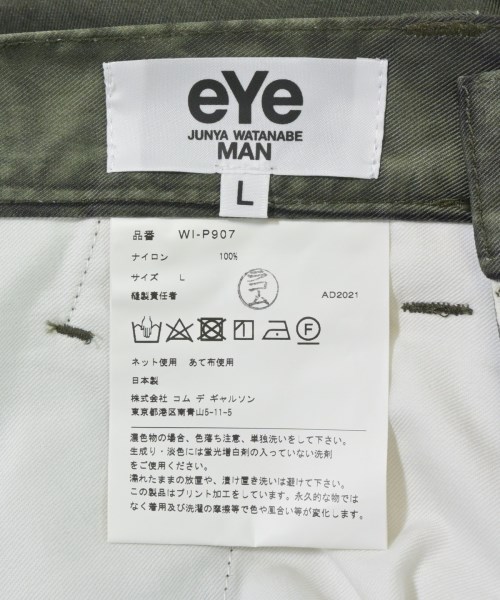 eYe
JUNYA WATANABE
MAN
L
品番 WI-P907
ナイロン 100%
サイズ L
縫製責任者 コム AD2021
F
ネット使用 あて布使用
日本製
株式会社 コム デ ギャルソン
東京都港区南青山5-11-5
濃色物の場合、色落ち注意、単独洗いをして下さい。
生成り・淡色には蛍光増白剤の入っていない洗剤
をご使用ください。
濡れたままの放置や、漬け置き洗いは避けて下さい。
この製品はプリント加工をしています。永久的な物では
なく着用及び洗濯の摩擦等で色や風合い等が変化します。